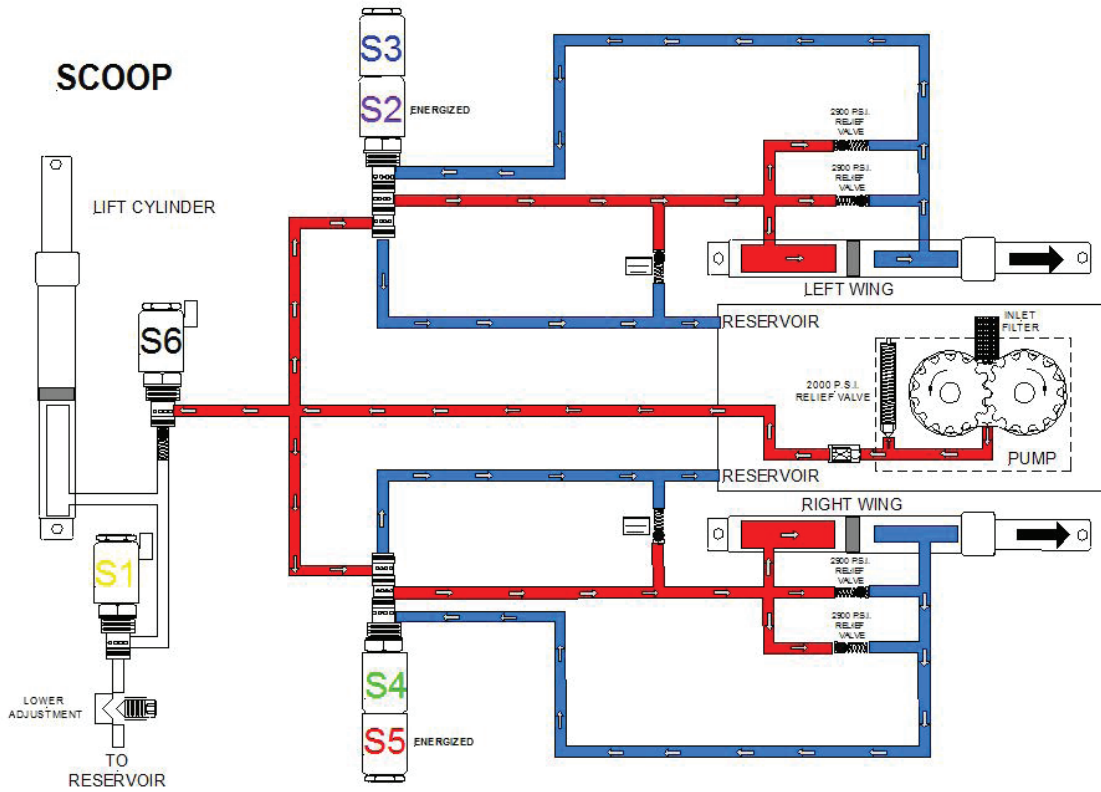 SCOOP
S3
S2
ENERGIZED
LIFT CYLINDER
2900 P.S.I.
RELIEF
VALVE
2900 P.S.I.
RELIEF
VALVE
LEFT WING
S6
RESERVOIR
INLET
FILTER
2000 P.S.I.
RELIEF VALVE
PUMP
RESERVOIR
RIGHT WING
S1
2900 P.S.I.
RELIEF
VALVE
2900 P.S.I.
RELIEF
VALVE
S4
S5
ENERGIZED
LOWER
ADJUSTMENT
TO
RESERVOIR